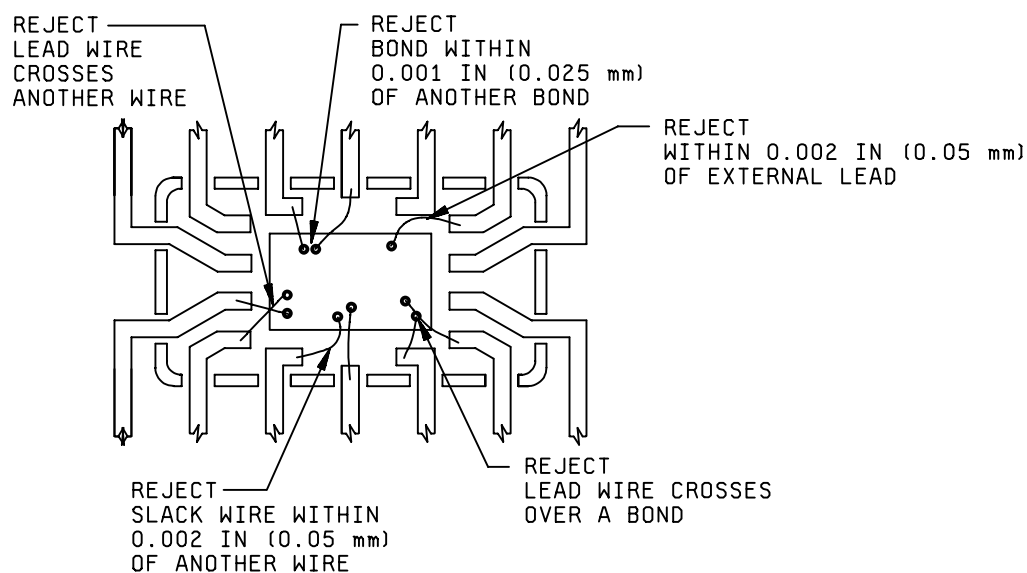 REJECT
LEAD WIRE
CROSSES
ANOTHER WIRE
REJECT
BOND WITHIN
0.001 IN (0.025 mm)
OF ANOTHER BOND
REJECT
WITHIN 0.002 IN (0.05 mm)
OF EXTERNAL LEAD
REJECT
SLACK WIRE WITHIN
0.002 IN (0.05 mm)
OF ANOTHER WIRE
REJECT
LEAD WIRE CROSSES
OVER A BOND